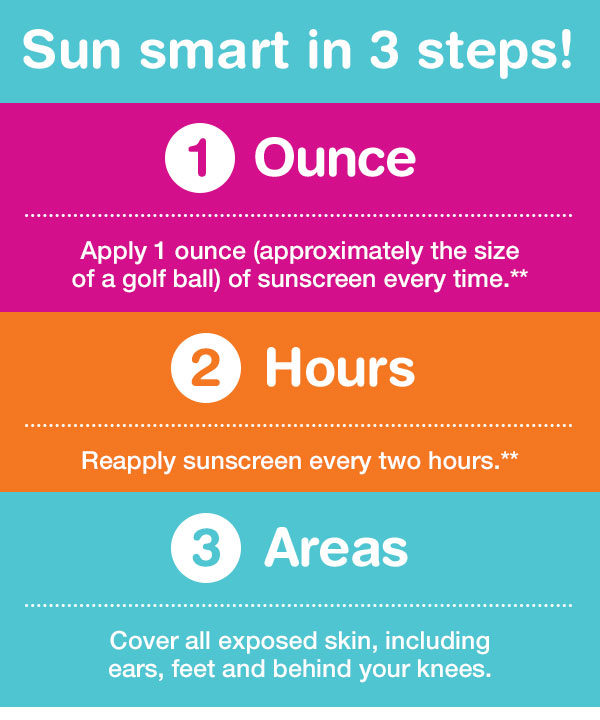 Sun smart in 3 steps!
1 Ounce
Apply 1 ounce (approximately the size
of a golf ball) of sunscreen every time.**
2 Hours
Reapply sunscreen every two hours.**
3 Areas
Cover all exposed skin, including
ears, feet and behind your knees.